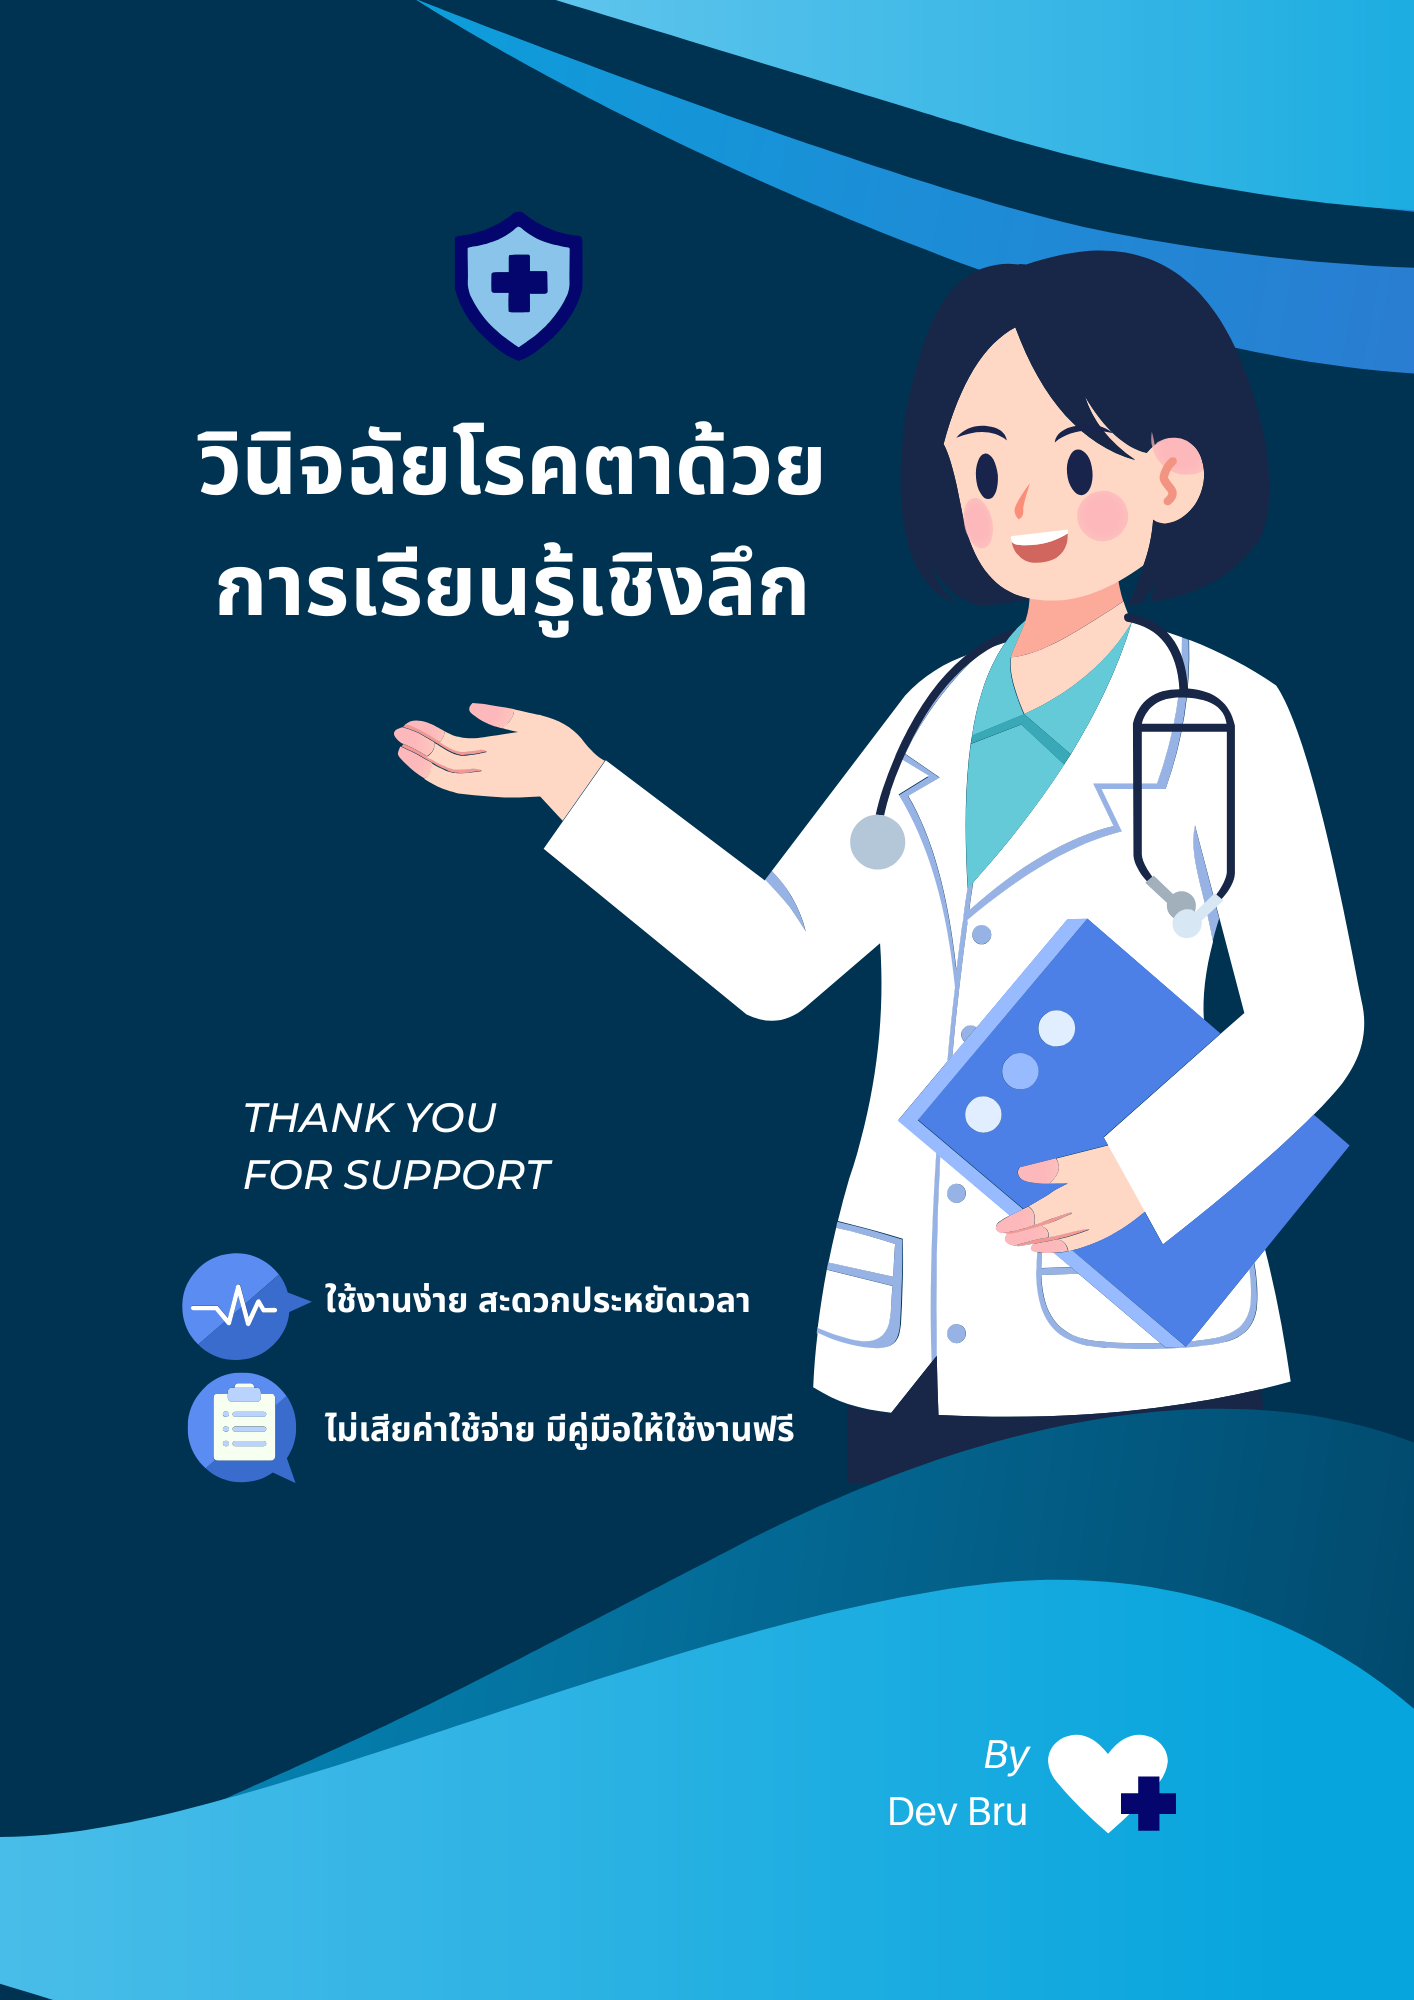 วินิจฉัยโรคตาด้วย
การเรียนรู้เชิงลึก
THANK YOU
FOR SUPPORT
ใช้งานง่าย สะดวกประหยัดเวลา
ไม่เสียค่าใช้จ่าย มีคู่มือให้ใช้งานฟรี
By
Dev Bru